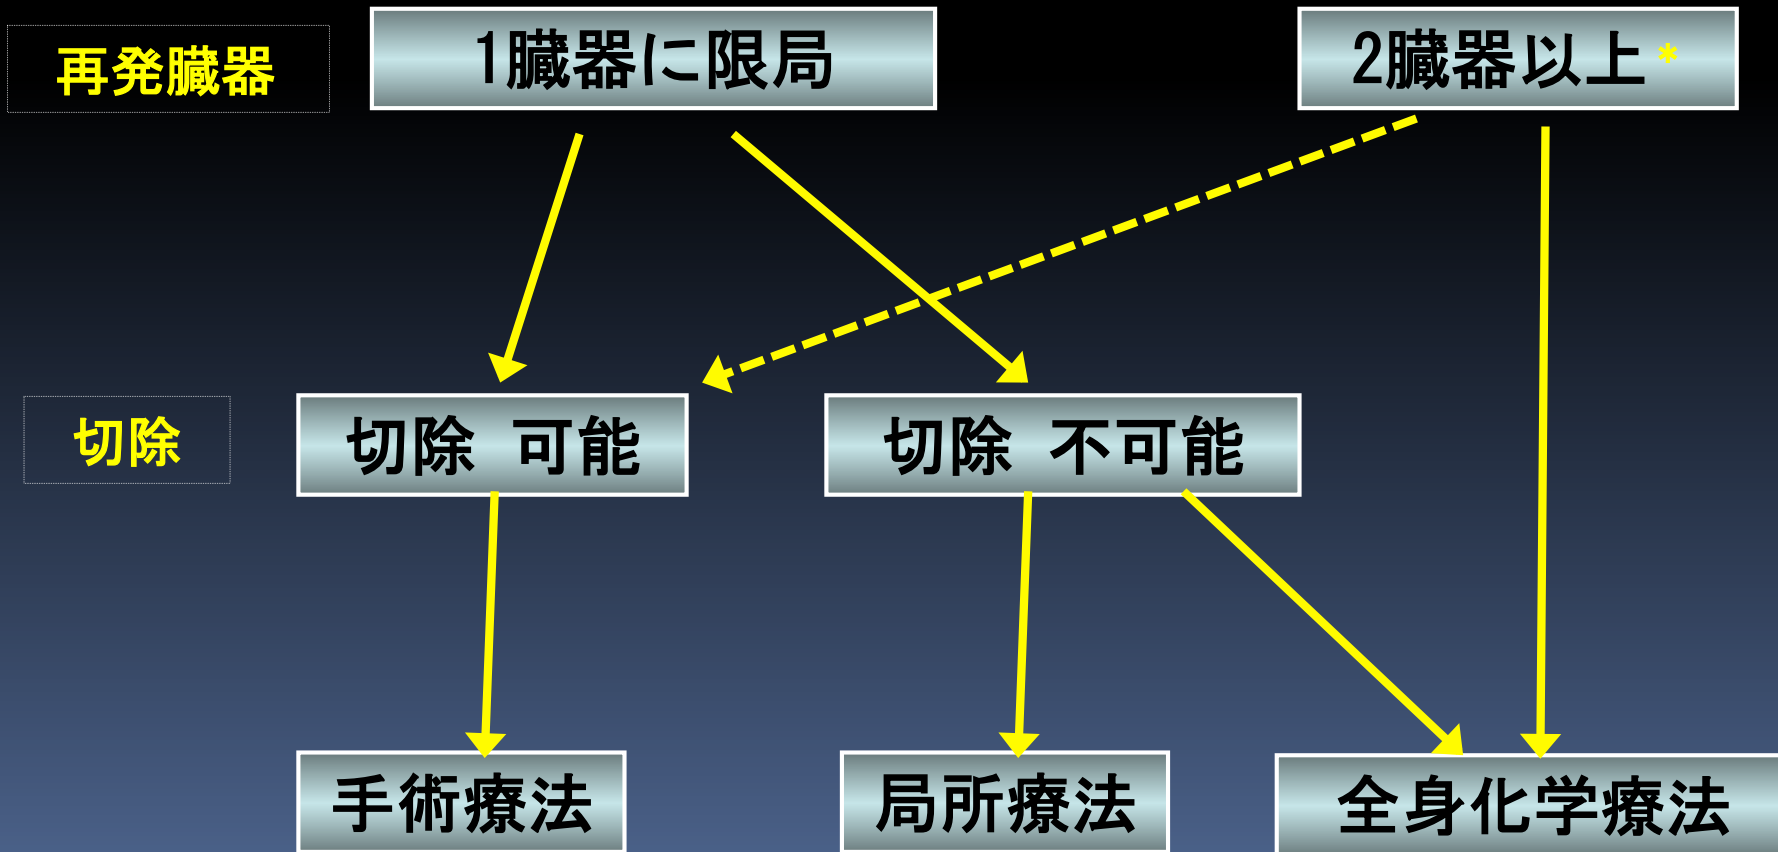 再発臓器
1臓器に限局
2臓器以上*
切除
切除 可能
切除 不可能
手術療法
局所療法
全身化学療法